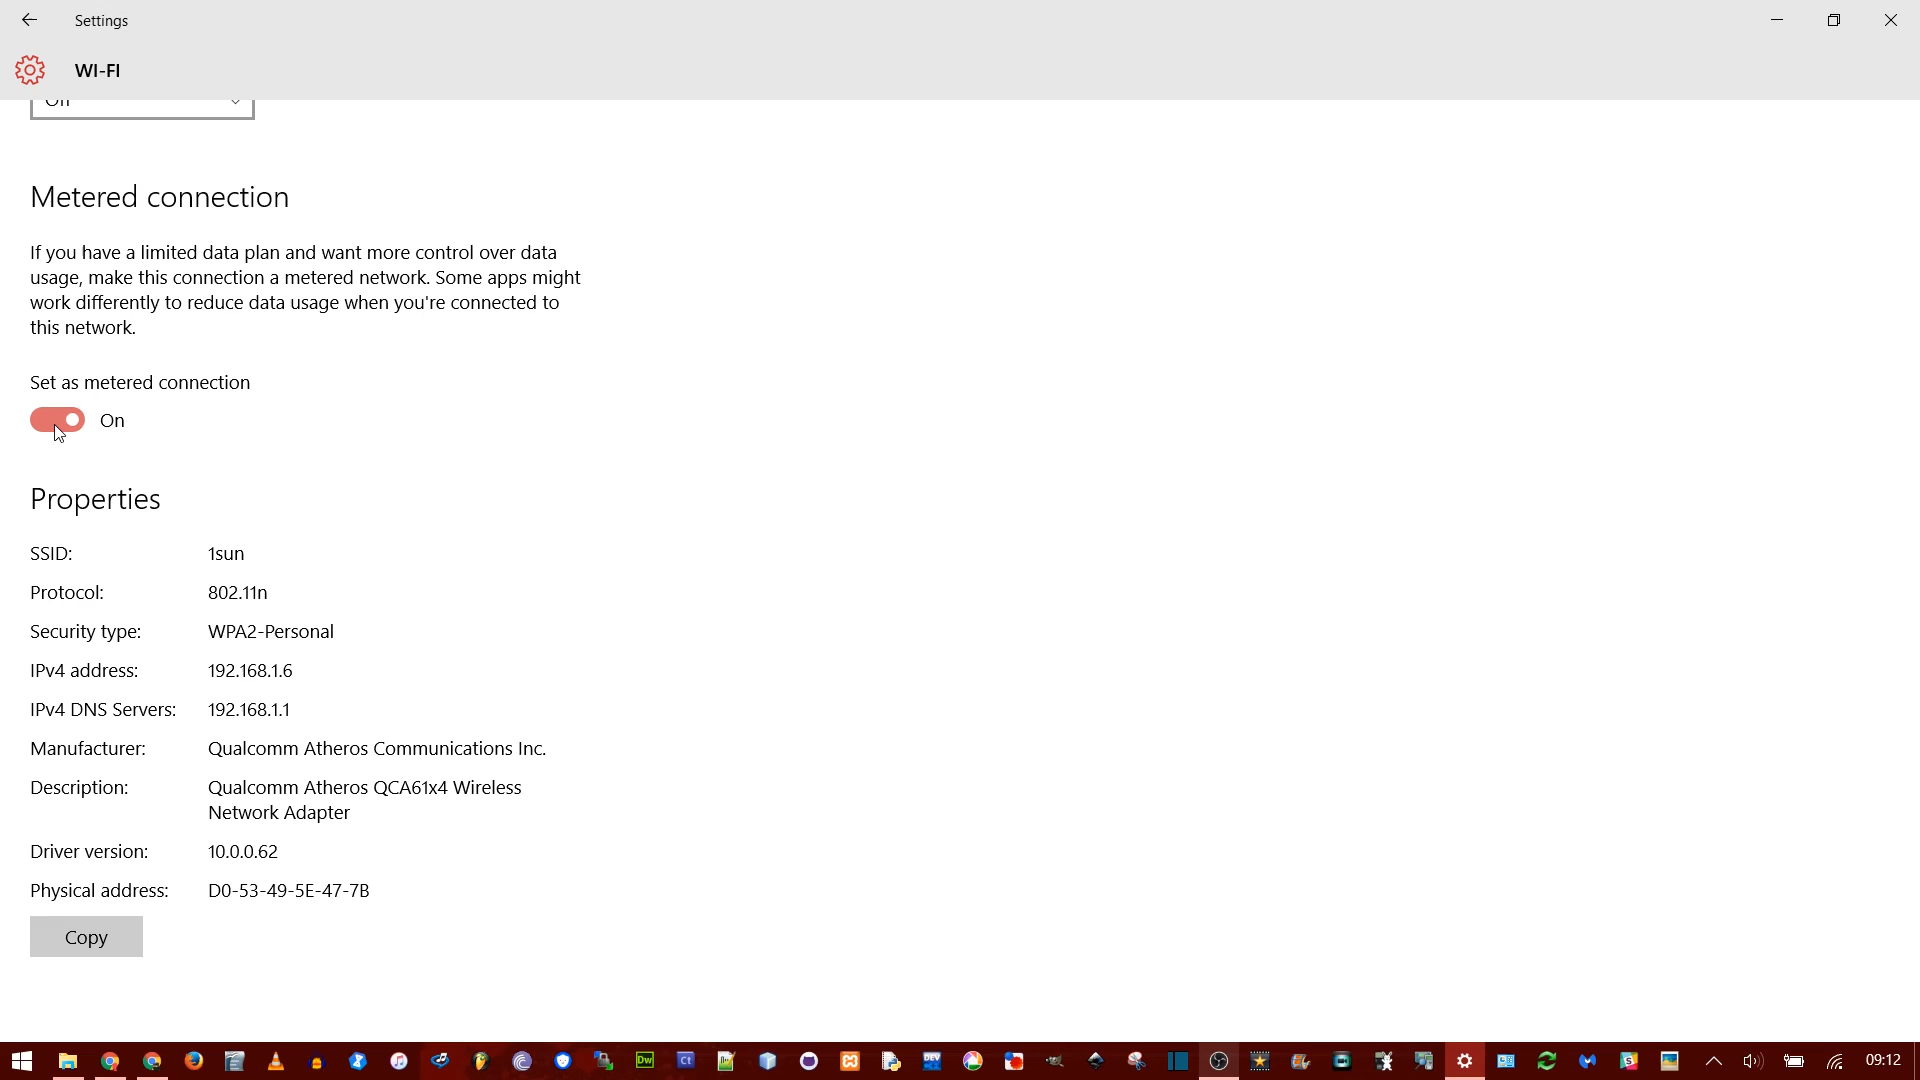 Settings
WI-FI
Metered connection
If you have a limited data plan and want more control over data
usage, make this connection a metered network. Some apps might
work differently to reduce data usage when you're connected to
this network.
Set as metered connection
On
Properties
SSID: 1sun
Protocol: 802.11n
Security type: WPA2-Personal
IPv4 address: 192.168.1.6
IPv4 DNS Servers: 192.168.1.1
Manufacturer: Qualcomm Atheros Communications Inc.
Description: Qualcomm Atheros QCA61x4 Wireless
Network Adapter
Driver version: 10.0.0.62
Physical address: D0-53-49-5E-47-7B
Copy
Dw
Ct
DEV
09:12